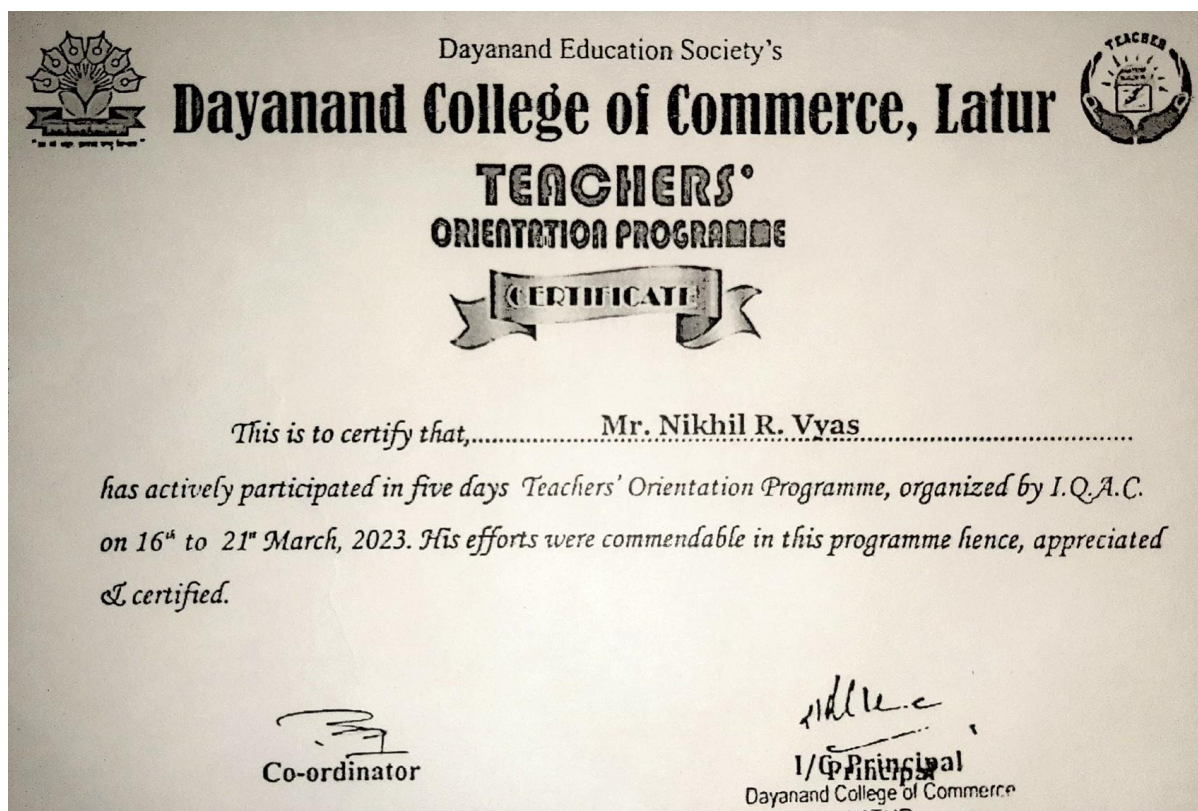 Dayanand Education Society's
Dayanand College of Commerce, Latur
TEACHER
TEACHERS'
ORIENTATION PROGRAMME
CERTIFICATE
This is to certify that,.................Mr. Nikhil R. Vyas....................................
has actively participated in five days Teachers' Orientation Programme, organized by I.Q.A.C.
on 16th to 21st March, 2023. His efforts were commendable in this programme hence, appreciated
& certified.
Co-ordinator
I/C Principal
Principal
Dayanand College of Commerce